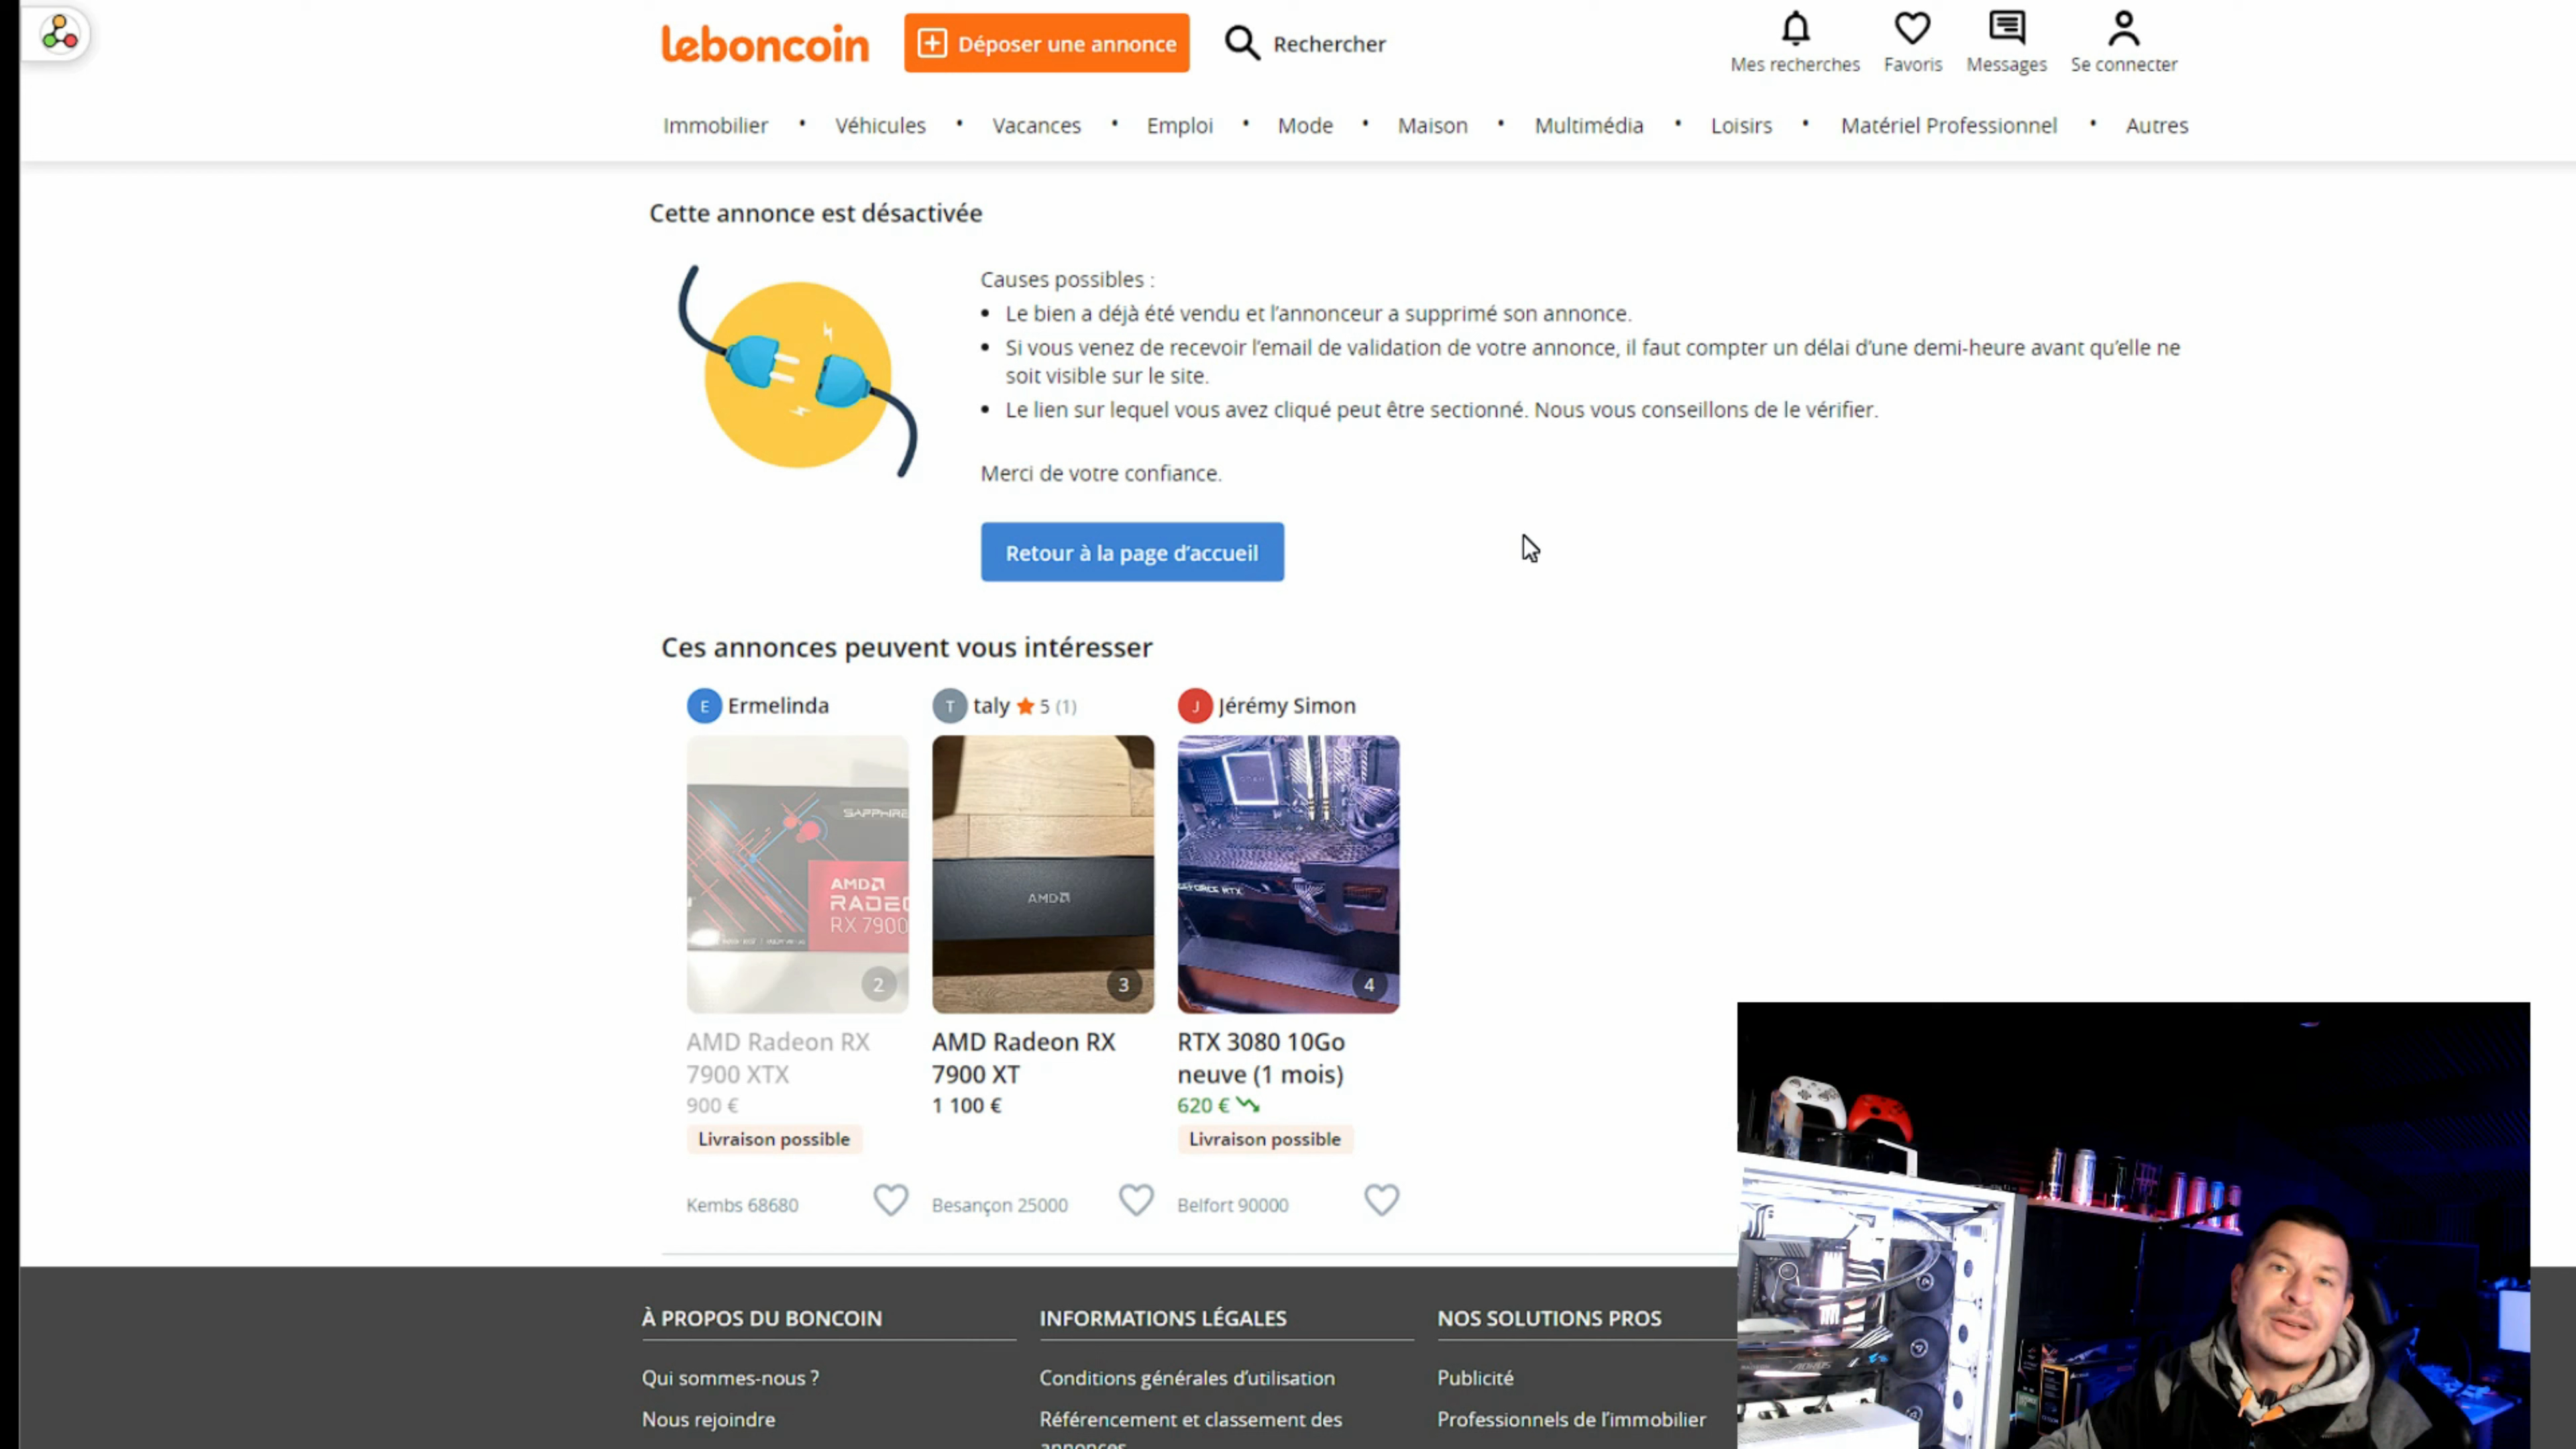 leboncoin
Déposer une annonce
Rechercher
Mes recherches
Favoris
Messages
Se connecter
Immobilier • Véhicules • Vacances • Emploi • Mode • Maison • Multimédia • Loisirs • Matériel Professionnel • Autres
Cette annonce est désactivée
Causes possibles :
• Le bien a déjà été vendu et l’annonceur a supprimé son annonce.
• Si vous venez de recevoir l’email de validation de votre annonce, il faut compter un délai d’une demi-heure avant qu’elle ne
soit visible sur le site.
• Le lien sur lequel vous avez cliqué peut être sectionné. Nous vous conseillons de le vérifier.
Merci de votre confiance.
Retour à la page d’accueil
Ces annonces peuvent vous intéresser
E Ermelinda
SAPPHIRE
AMD
RADEO
RX 7900
2
AMD Radeon RX
7900 XTX
900 €
Livraison possible
Kembs 68680
T taly 5 (1)
AMD
3
AMD Radeon RX
7900 XT
1 100 €
Besançon 25000
J Jérémy Simon
GEFORCE RTX
4
RTX 3080 10Go
neuve (1 mois)
620 €
Livraison possible
Belfort 90000
À PROPOS DU BONCOIN
Qui sommes-nous ?
Nous rejoindre
INFORMATIONS LÉGALES
Conditions générales d’utilisation
Référencement et classement des
annonces
NOS SOLUTIONS PROS
Publicité
Professionnels de l’immobilier
AORUS